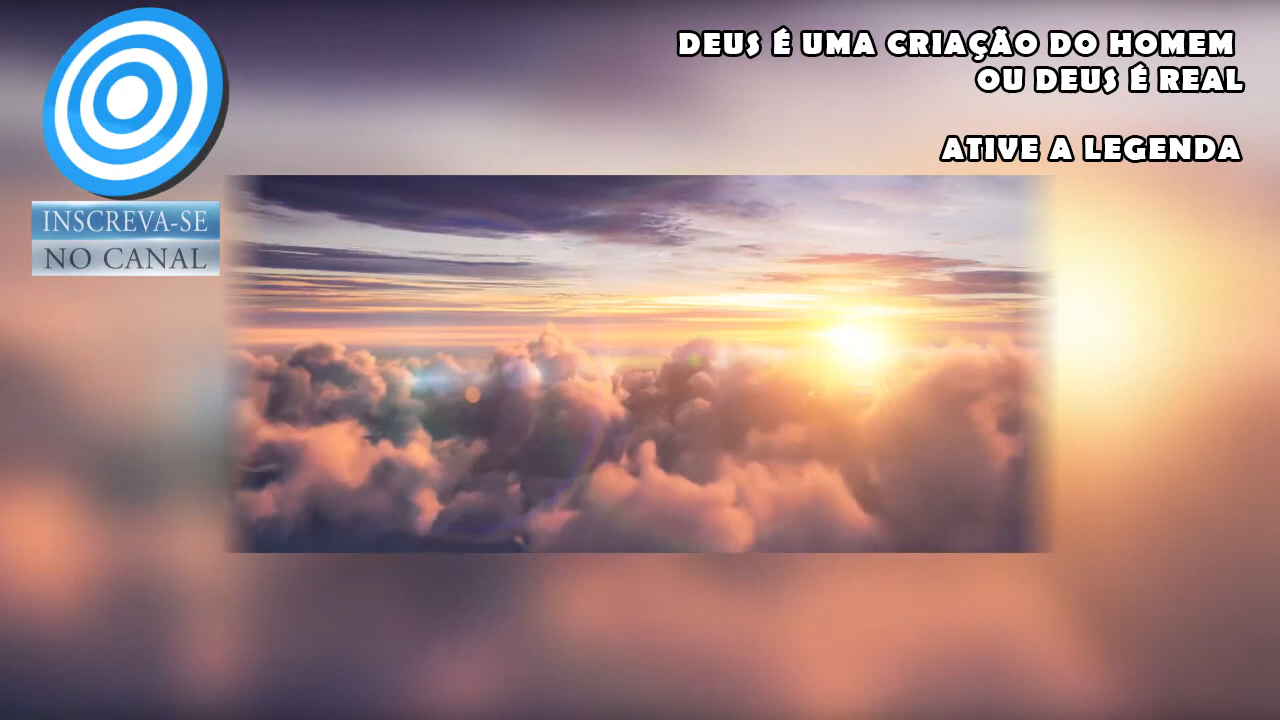 DEUS É UMA CRIAÇÃO DO HOMEM
OU DEUS É REAL
ATIVE A LEGENDA
INSCREVA-SE
NO CANAL